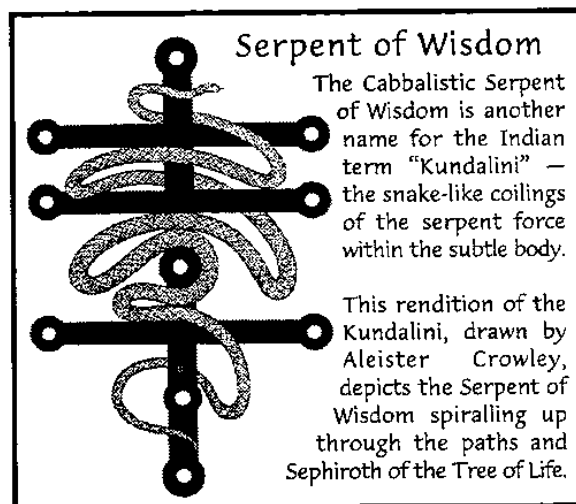 Serpent of Wisdom
The Cabbalistic Serpent
of Wisdom is another
name for the Indian
term “Kundalini” —
the snake-like coilings
of the serpent force
within the subtle body.
This rendition of the
Kundalini, drawn by
Aleister Crowley,
depicts the Serpent of
Wisdom spiralling up
through the paths and
Sephiroth of the Tree of Life.